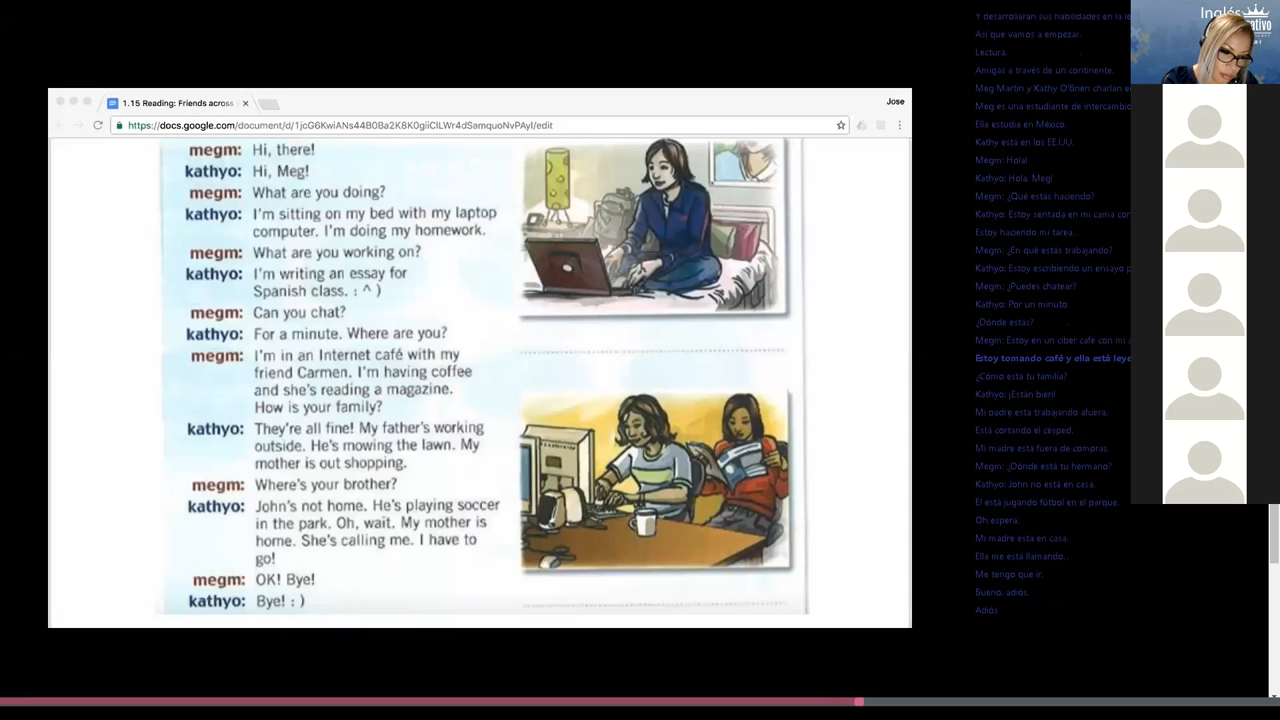 1.15 Reading: Friends across
Jose
https://docs.google.com/document/d/1jcG6KwiANs44B0Ba2K8K0giiCILWr4dSamquoNvPAyI/edit
megm: Hi, there!
kathyo: Hi, Meg!
megm: What are you doing?
kathyo: I'm sitting on my bed with my laptop
computer. I'm doing my homework.
megm: What are you working on?
kathyo: I'm writing an essay for
Spanish class. : ^ )
megm: Can you chat?
kathyo: For a minute. Where are you?
megm: I'm in an Internet café with my
friend Carmen. I'm having coffee
and she's reading a magazine.
How is your family?
kathyo: They're all fine! My father's working
outside. He's mowing the lawn. My
mother is out shopping.
megm: Where's your brother?
kathyo: John's not home. He's playing soccer
in the park. Oh, wait. My mother is
home. She's calling me. I have to
go!
megm: OK! Bye!
kathyo: Bye! : )
Y desarrollarán sus habilidades en la le
Así que vamos a empezar.
Lectura.
Amigas a través de un continente.
Meg Martin y Kathy O'Brien charlan en
Meg es una estudiante de intercambio
Ella estudia en México.
Kathy está en los EE.UU.
Megm: Hola!
Kathyo: Hola, Meg!
Megm: ¿Qué estás haciendo?
Kathyo: Estoy sentada en mi cama con
Estoy haciendo mi tarea..
Megm: ¿En qué estás trabajando?
Kathyo: Estoy escribiendo un ensayo p
Megm: ¿Puedes chatear?
Kathyo: Por un minuto.
¿Dónde estás?
Megm: Estoy en un ciber café con mi a
Estoy tomando café y ella está leye
¿Cómo está tu familia?
Kathyo: ¡Están bien!
Mi padre esta trabajando afuera.
Está cortando el césped.
Mi madre está fuera de compras.
Megm: ¿Dónde está tu hermano?
Kathyo: John no está en casa.
Él está jugando fútbol en el parque.
Oh espera.
Mi madre está en casa.
Ella me está llamando..
Me tengo que ir.
Bueno, adiós.
Adiós
Inglés